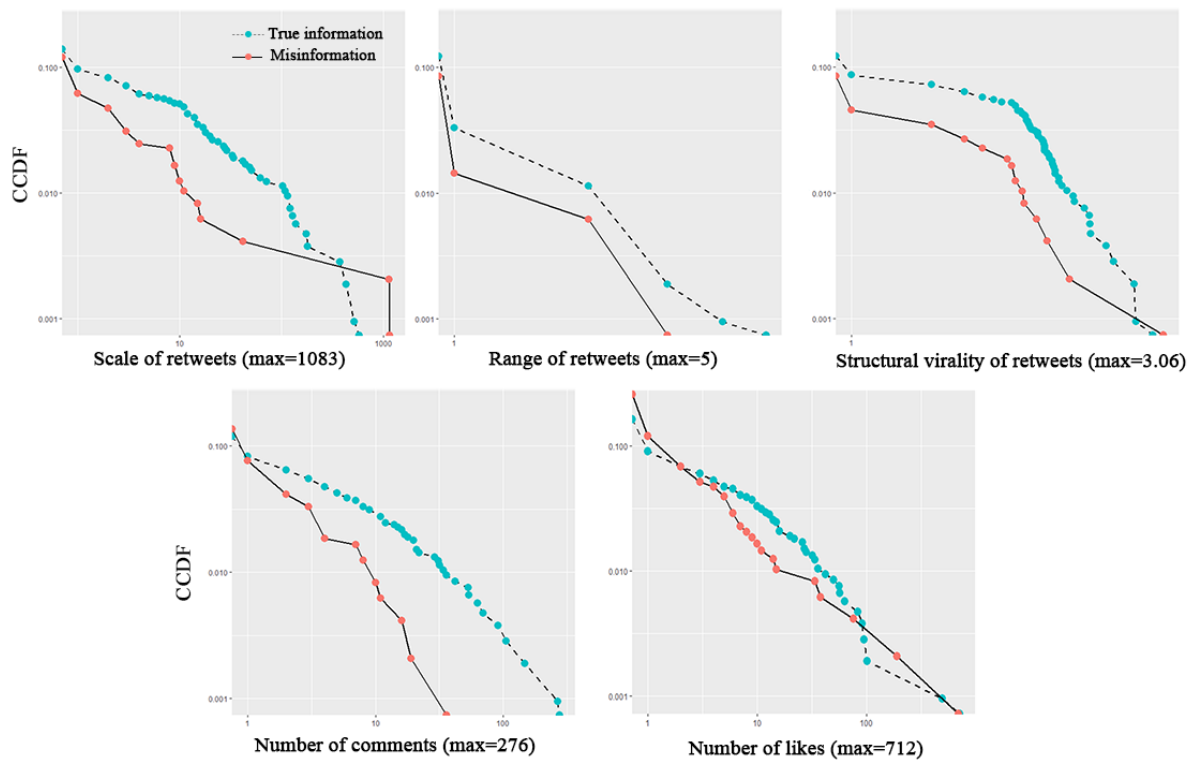 True information
Misinformation
CCDF
0.100
0.010
0.001
10
1000
Scale of retweets (max=1083)
0.100
0.010
0.001
1
Range of retweets (max=5)
0.100
0.010
0.001
1
Structural virality of retweets (max=3.06)
CCDF
0.100
0.010
0.001
1
10
100
Number of comments (max=276)
0.100
0.010
0.001
1
10
100
Number of likes (max=712)